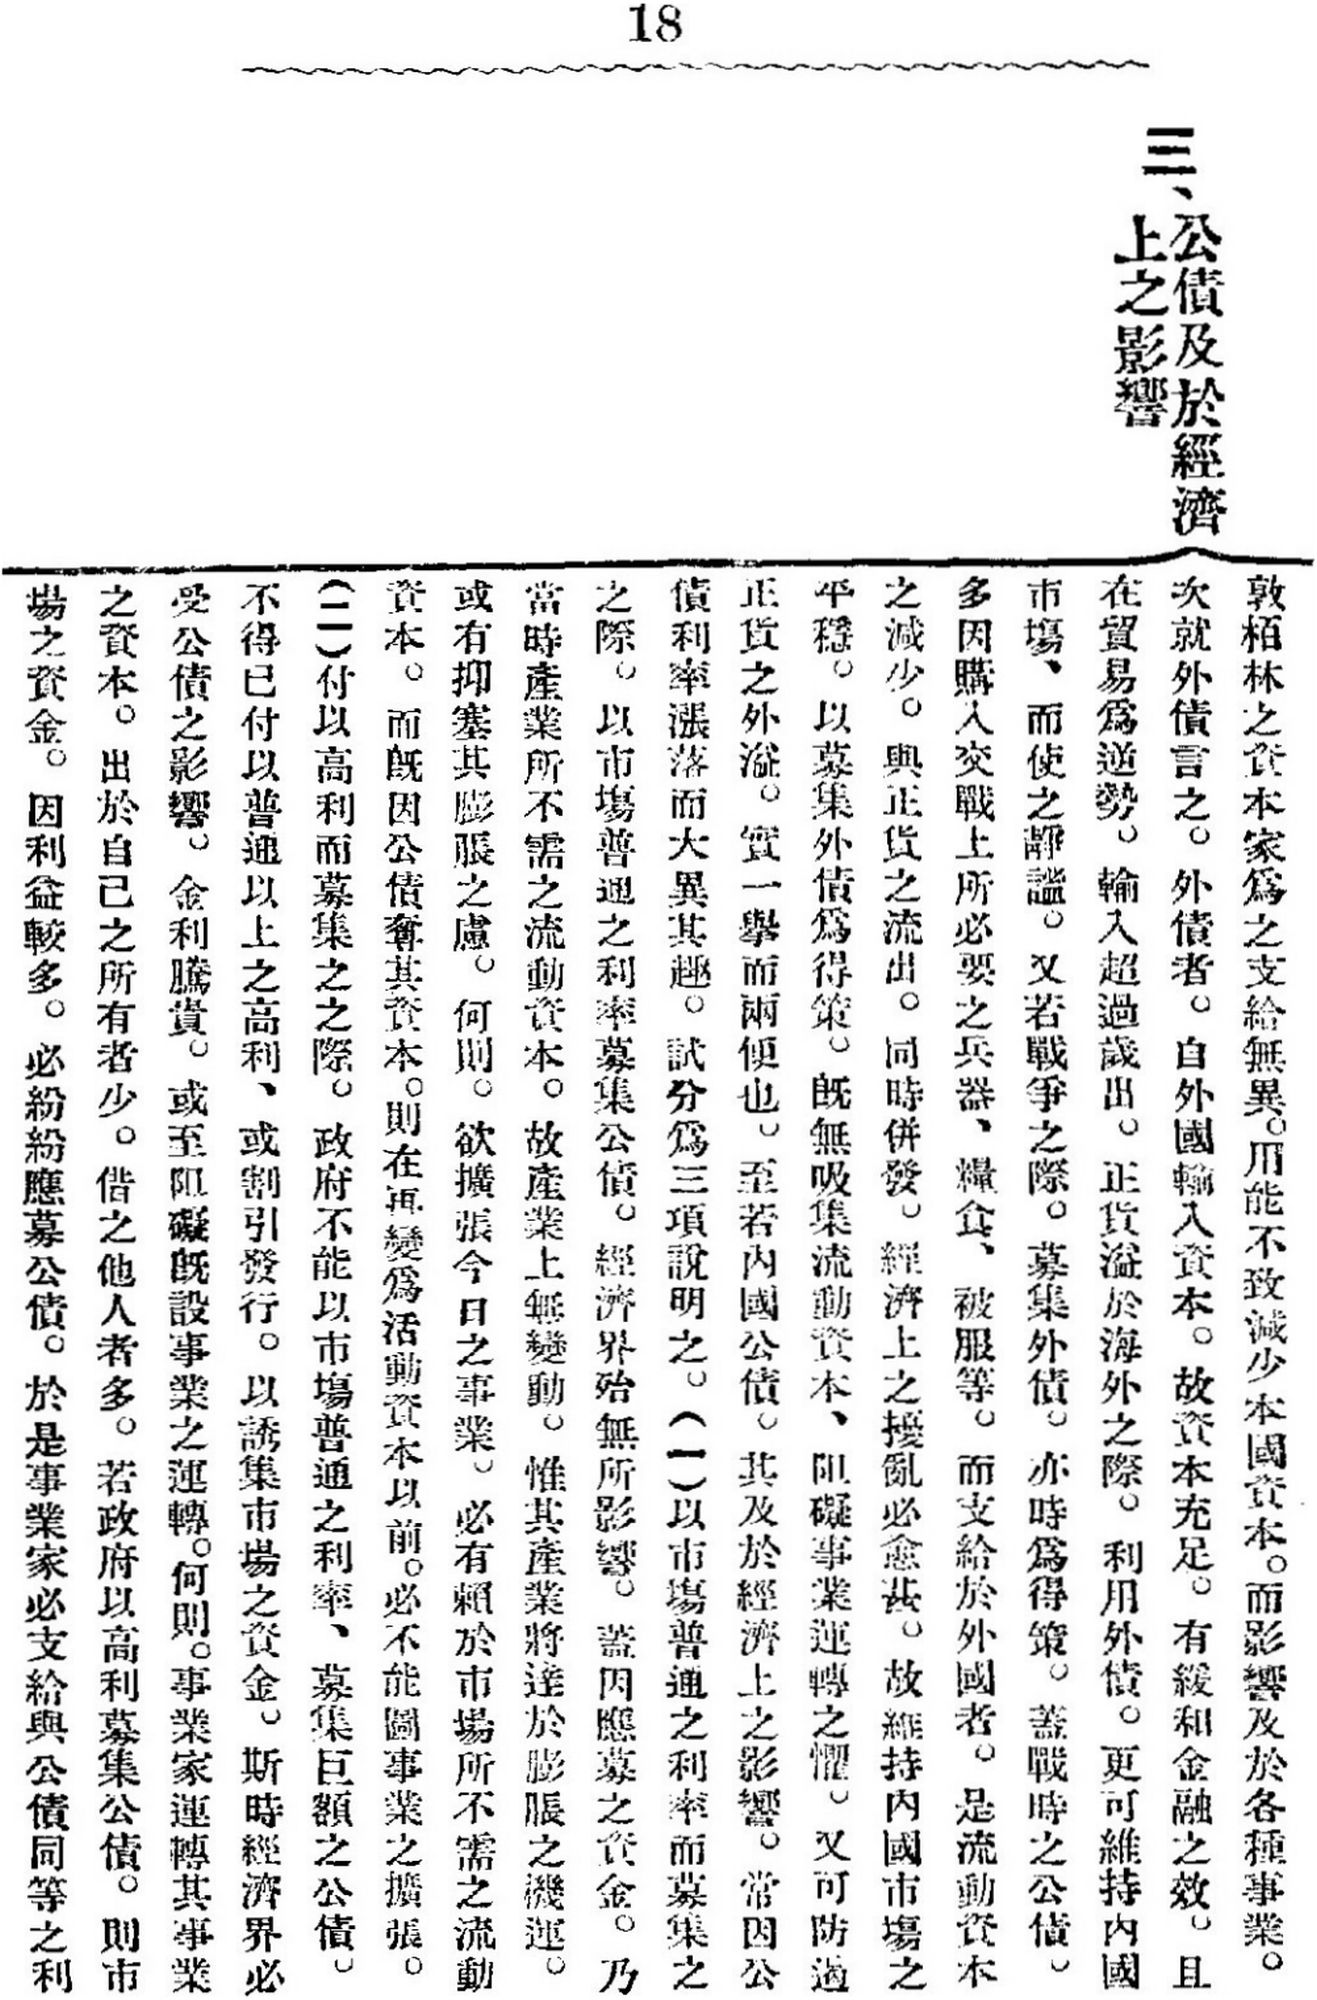 18
三、公債及於經濟
上之影響
敦栢林之資本家爲之支給無異。用能不致減少本國資本。而影響及於各種事業。
次就外債言之。外債者。自外國輸入資本。故資本充足。有緩和金融之效。且
在貿易爲逆勢。輸入超過歲出。正貨溢於海外之際。利用外債。更可維持內國
市塲、而使之靜謐。又若戰爭之際。募集外債。亦時爲得策。蓋戰時之公債。
多因購入交戰上所必要之兵器、糧食、被服等。而支給於外國者。是流動資本
之減少。與正貨之流出。同時併發。經濟上之擾亂必愈甚。故維持內國市塲之
平穩。以募集外債爲得策。旣無吸集流動資本、阻礙事業運轉之懼。又可防遏
正貨之外溢。實一擧而兩便也。至若內國公債。其及於經濟上之影響。常因公
債利率漲落而大異其趣。試分爲三項說明之。（一）以市塲普通之利率而募集之
之際。以市塲普通之利率募集公債。經濟界殆無所影響。蓋因應募之資金。乃
當時產業所不需之流動資本。故產業上無變動。惟其產業將達於膨脹之機運。
或有抑塞其膨脹之慮。何則。欲擴張今日之事業。必有賴於市場所不需之流動
資本。而旣因公債奪其資本。則在再變爲活動資本以前。必不能圖事業之擴張。
（二）付以高利而募集之之際。政府不能以市塲普通之利率、募集巨額之公債。
不得已付以普通以上之高利、或割引發行。以誘集市場之資金。斯時經濟界必
受公債之影響。金利騰貴。或至阻礙旣設事業之運轉。何則。事業家運轉其事業
之資本。出於自己之所有者少。借之他人者多。若政府以高利募集公債。則市
場之資金。因利益較多。必紛紛應募公債。於是事業家必支給與公債同等之利